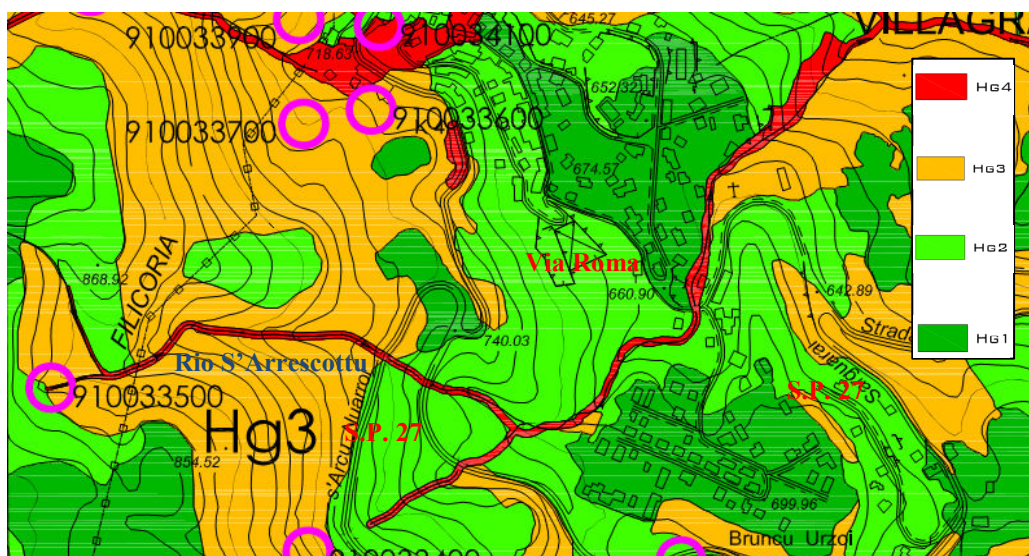 645.27
VILLAGRA
910033900
910034100
718.63
Hg4
652.32
910033700
910033600
674.57
Hg3
FILICORIA
Via Roma
Hg2
868.92
660.90
642.89
Strada
740.03
Hg1
Rio S'Arrescottu
910033500
S.P. 27
Hg3
S.P. 27
s'Arcu
854.52
699.96
Bruncu Urzoi